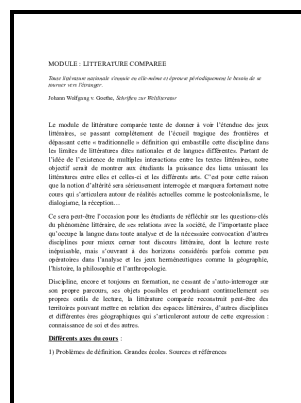 MODULE : LITTERATURE COMPAREE
Toute littérature nationale s'ennuie en elle-même et éprouve périodiquement le besoin de se
tourner vers l'étranger.
Johann Wolfgang v. Goethe, Schriften zur Weltliteratur
Le module de littérature comparée tente de donner à voir l'étendue des jeux
littéraires, se passant complètement de l'écueil tragique des frontières et
dépassant cette « traditionnelle » définition qui embastille cette discipline dans
les limites de littératures dites nationales et de langues différentes. Partant de
l'idée de l'existence de multiples interactions entre les textes littéraires, notre
objectif serait de montrer aux étudiants la puissance des liens unissant les
littératures entre elles et celles-ci et les différents arts. C'est pour cette raison
que la notion d'altérité sera sérieusement interrogée et marquera fortement notre
cours qui s'articulera autour de réalités actuelles comme le postcolonialisme, le
dialogisme, la réception…
Ce sera peut-être l'occasion pour les étudiants de réfléchir sur les questions-clés
du phénomène littéraire, de ses relations avec la société, de l'importante place
qu'occupe la langue dans toute analyse et de la nécessaire convocation d'autres
disciplines pour mieux cerner tout discours littéraire, dont la lecture reste
inépuisable, mais s'ouvrant à des horizons considérés parfois comme peu
opératoires dans l'analyse et les jeux herméneutiques comme la géographie,
l'histoire, la philosophie et l'anthropologie.
Discipline, encore et toujours en formation, ne cessant de s'auto-interroger sur
son propre parcours, ses objets possibles et produisant continuellement ses
propres outils de lecture, la littérature comparée reconstruit peut-être des
territoires pouvant mettre en relation des espaces littéraires, d'autres disciplines
et différentes ères géographiques qui s'articuleront autour de cette expression :
connaissance de soi et des autres.
Différents axes du cours :
1) Problèmes de définition. Grandes écoles. Sources et références